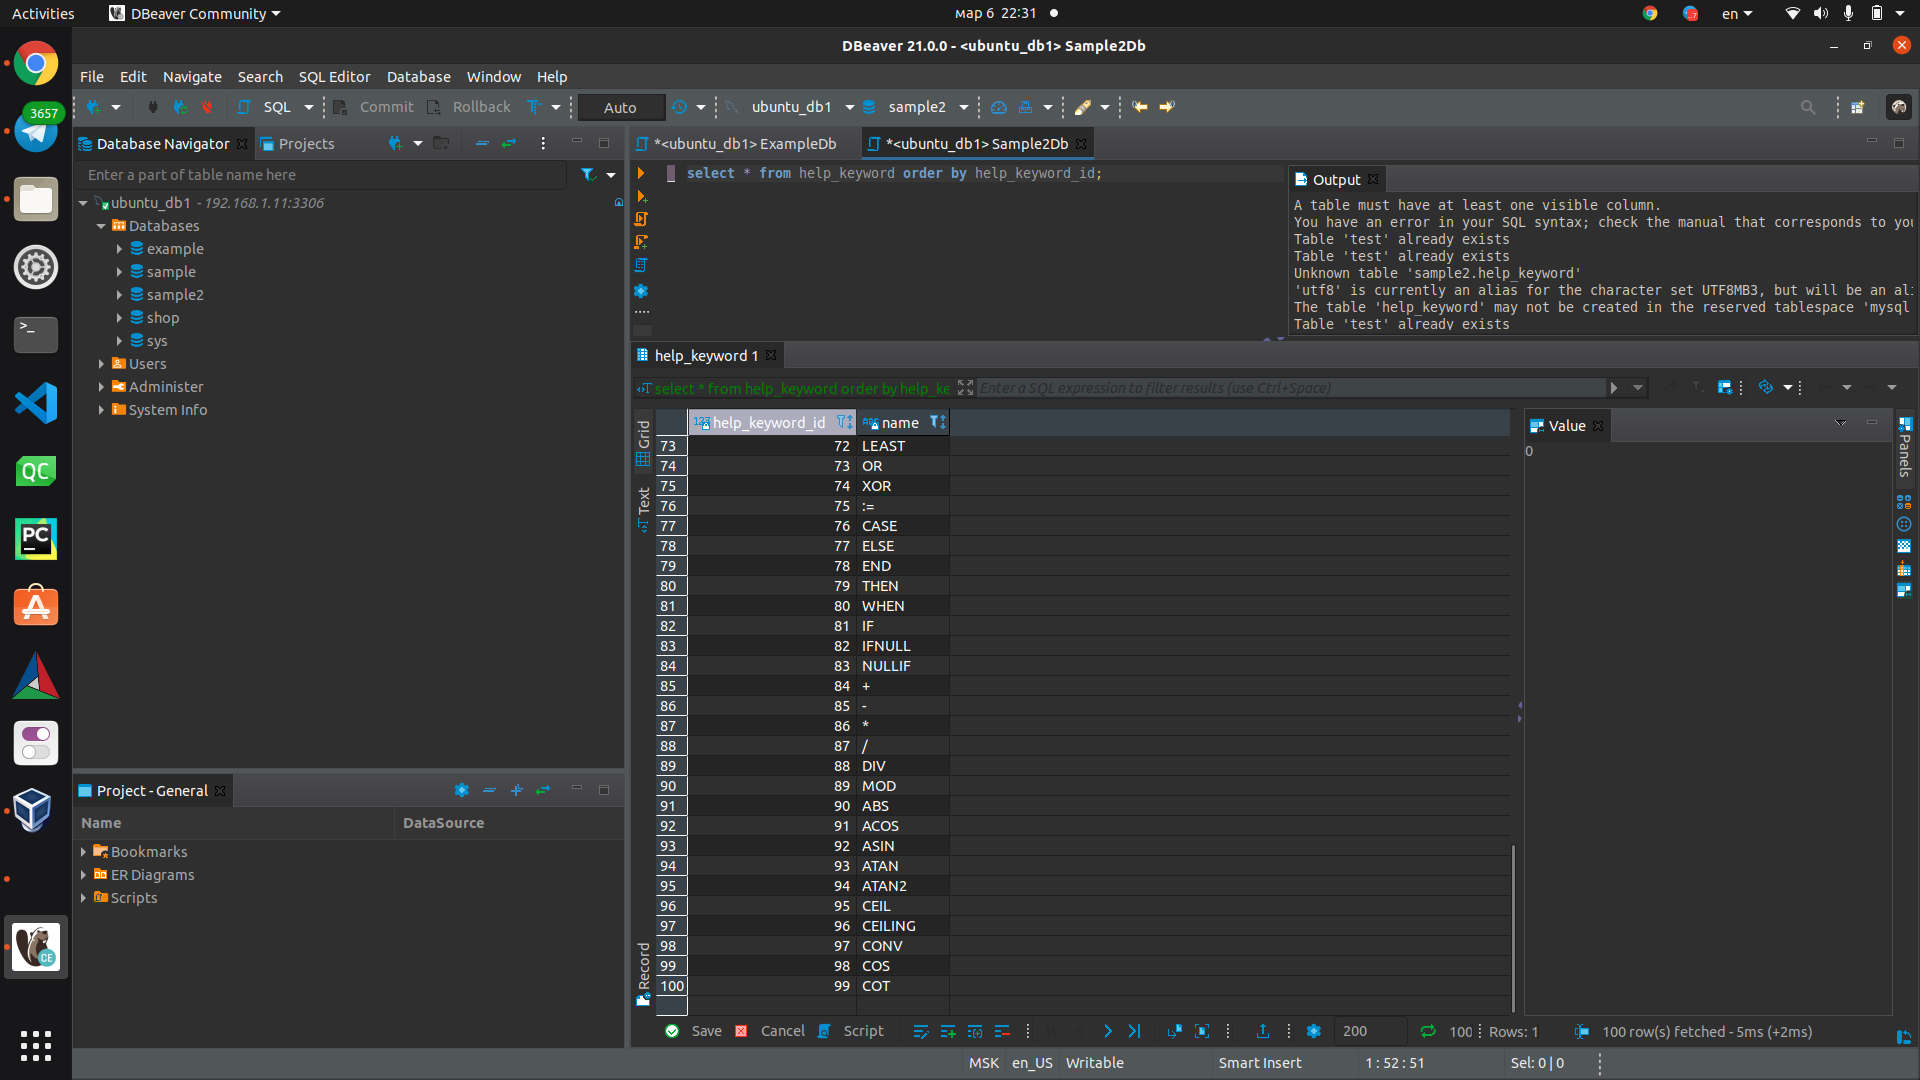 Activities
DBeaver Community
мар 6 22:31
en
3657
DBeaver 21.0.0 - <ubuntu_db1> Sample2Db
File Edit Navigate Search SQL Editor Database Window Help
SQL Commit Rollback Auto ubuntu_db1 sample2
Database Navigator Projects
Enter a part of table name here
ubuntu_db1 - 192.168.1.11:3306
Databases
example
sample
sample2
shop
sys
Users
Administer
System Info
Project - General
Name DataSource
Bookmarks
ER Diagrams
Scripts
*<ubuntu_db1> ExampleDb *<ubuntu_db1> Sample2Db
select * from help_keyword order by help_keyword_id;
Output
A table must have at least one visible column.
You have an error in your SQL syntax; check the manual that corresponds to you
Table 'test' already exists
Table 'test' already exists
Unknown table 'sample2.help_keyword'
'utf8' is currently an alias for the character set UTF8MB3, but will be an ali
The table 'help_keyword' may not be created in the reserved tablespace 'mysql
Table 'test' already exists
help_keyword 1
select * from help_keyword order by help_ke
Enter a SQL expression to filter results (use Ctrl+Space)
Grid
Text
Record
123 help_keyword_id ABC name
73 72 LEAST
74 73 OR
75 74 XOR
76 75 :=
77 76 CASE
78 77 ELSE
79 78 END
80 79 THEN
81 80 WHEN
82 81 IF
83 82 IFNULL
84 83 NULLIF
85 84 +
86 85 -
87 86 *
88 87 /
89 88 DIV
90 89 MOD
91 90 ABS
92 91 ACOS
93 92 ASIN
94 93 ATAN
95 94 ATAN2
96 95 CEIL
97 96 CEILING
98 97 CONV
99 98 COS
100 99 COT
Value
0
Panels
Save Cancel Script 200 100 Rows: 1 100 row(s) fetched - 5ms (+2ms)
MSK en_US Writable Smart Insert 1 : 52 : 51 Sel: 0 | 0
QC
PC
CE